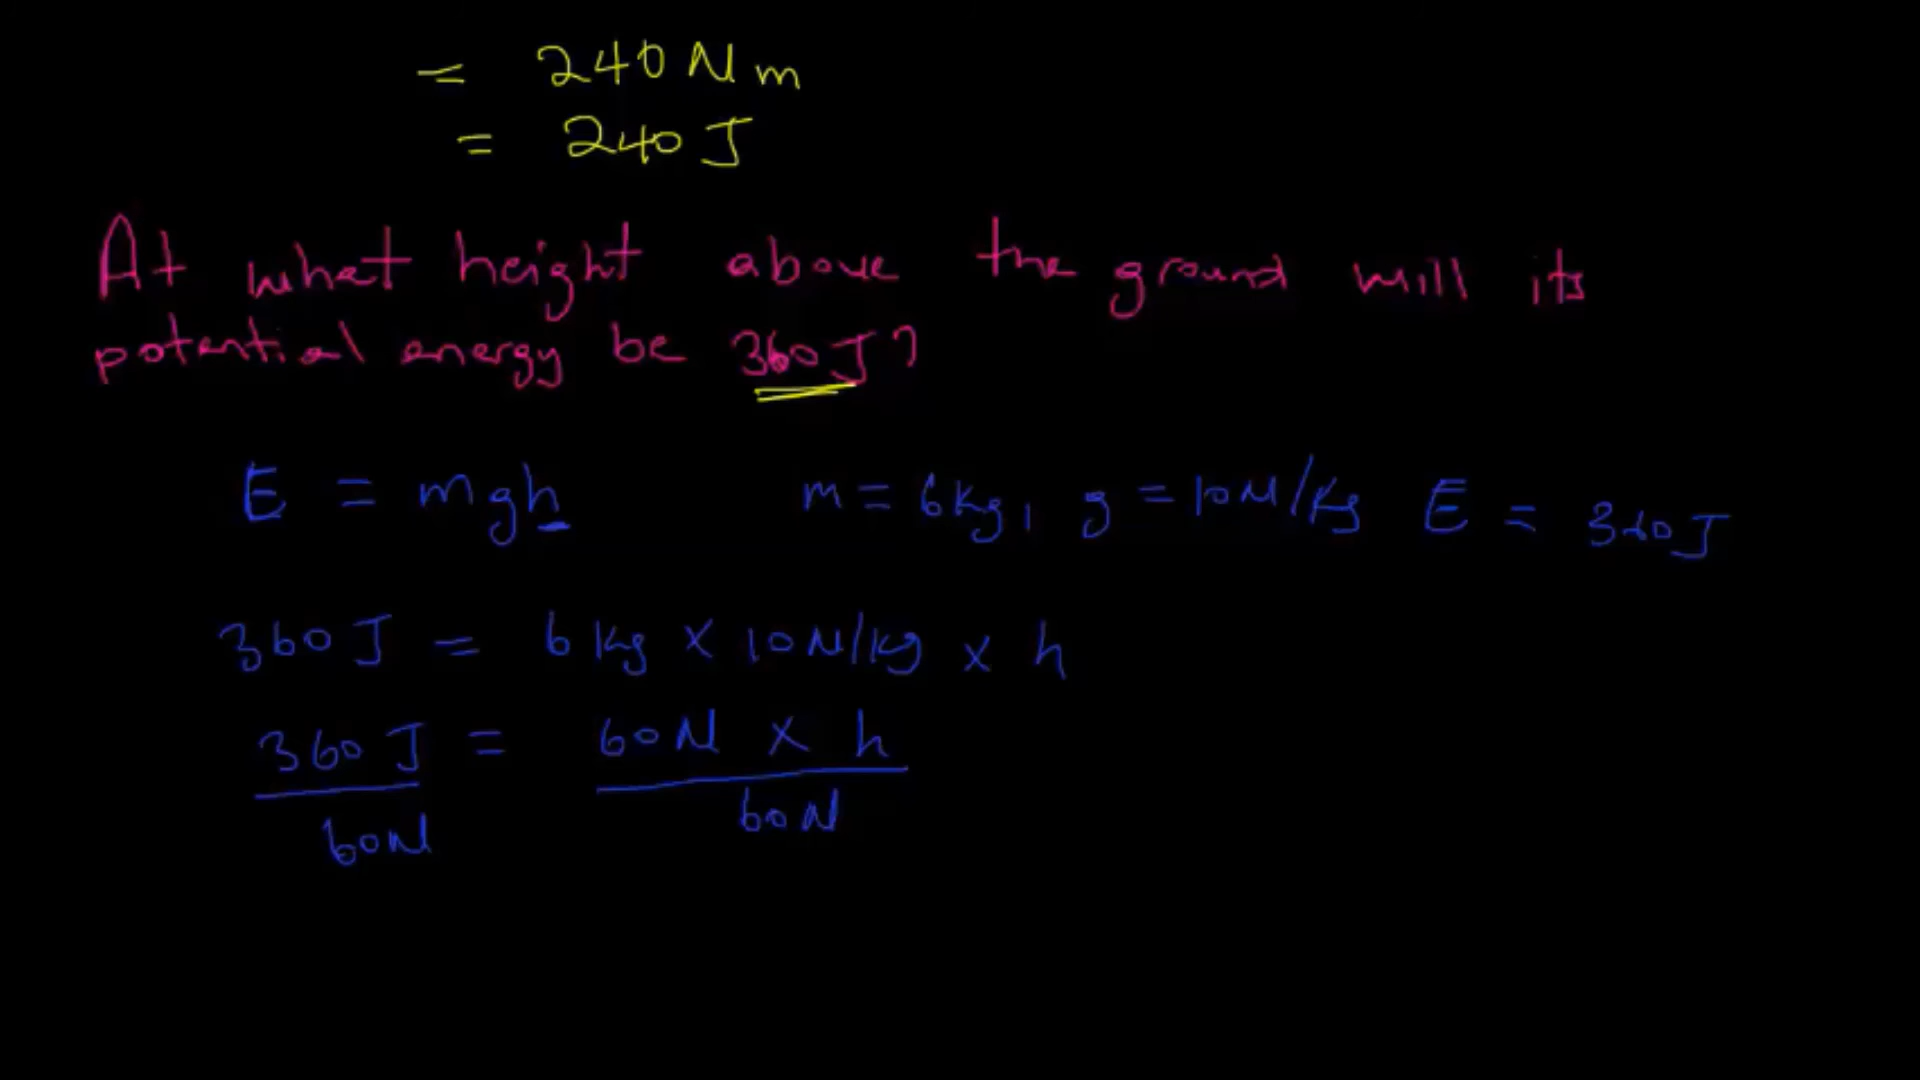 = 240 N m
= 240 J
At what height above the ground will its
potential energy be 360 J?
E = mgh m = 6 kg, g = 10 N/kg E = 360 J
360 J = 6 kg × 10 N/kg × h
360 J = 60 N × h
60 N 60 N